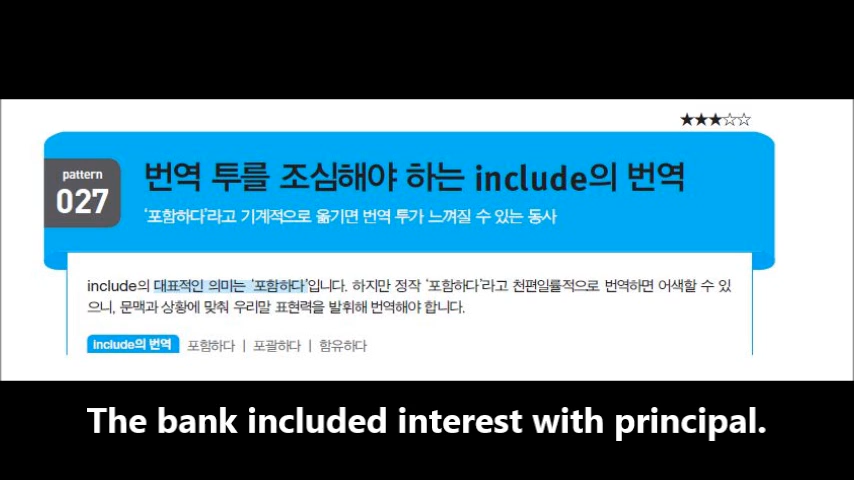 ★★★☆☆
pattern
027
번역 투를 조심해야 하는 include의 번역
'포함하다'라고 기계적으로 옮기면 번역 투가 느껴질 수 있는 동사
include의 대표적인 의미는 '포함하다'입니다. 하지만 정작 '포함하다'라고 천편일률적으로 번역하면 어색할 수 있
으니, 문맥과 상황에 맞춰 우리말 표현력을 발휘해 번역해야 합니다.
include의 번역 포함하다 | 포괄하다 | 함유하다
The bank included interest with principal.